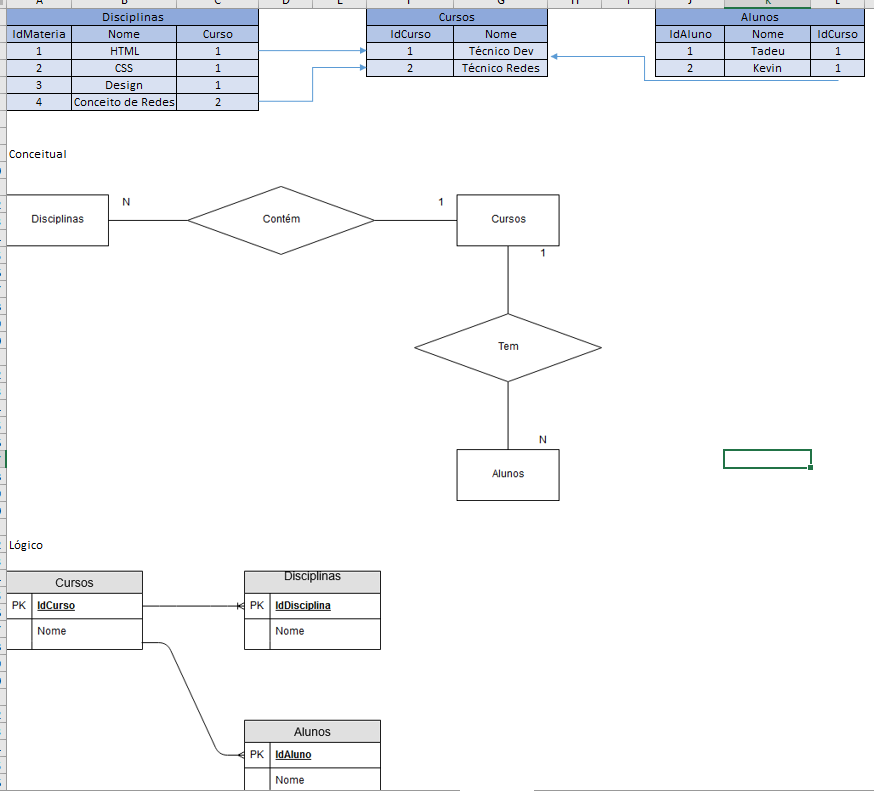 Disciplinas
IdMateria Nome Curso
1 HTML 1
2 CSS 1
3 Design 1
4 Conceito de Redes 2
Cursos
IdCurso Nome
1 Técnico Dev
2 Técnico Redes
Alunos
IdAluno Nome IdCurso
1 Tadeu 1
2 Kevin 1
Conceitual
Disciplinas N Contém 1 Cursos
1
Tem
N
Alunos
Lógico
Cursos
PK IdCurso
Nome
Disciplinas
PK IdDisciplina
Nome
Alunos
PK IdAluno
Nome